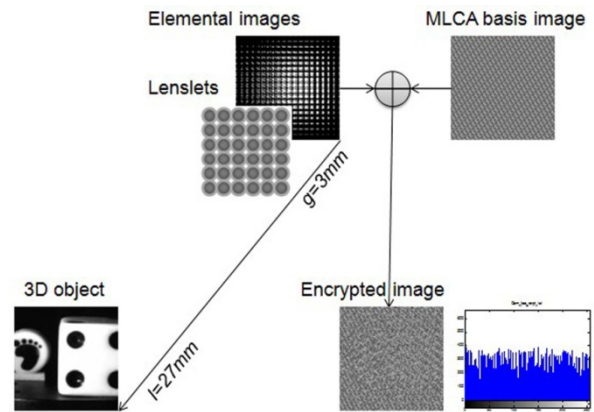 Elemental images
MLCA basis image
Lenslets
g=3mm
3D object
Encrypted image
l=27mm